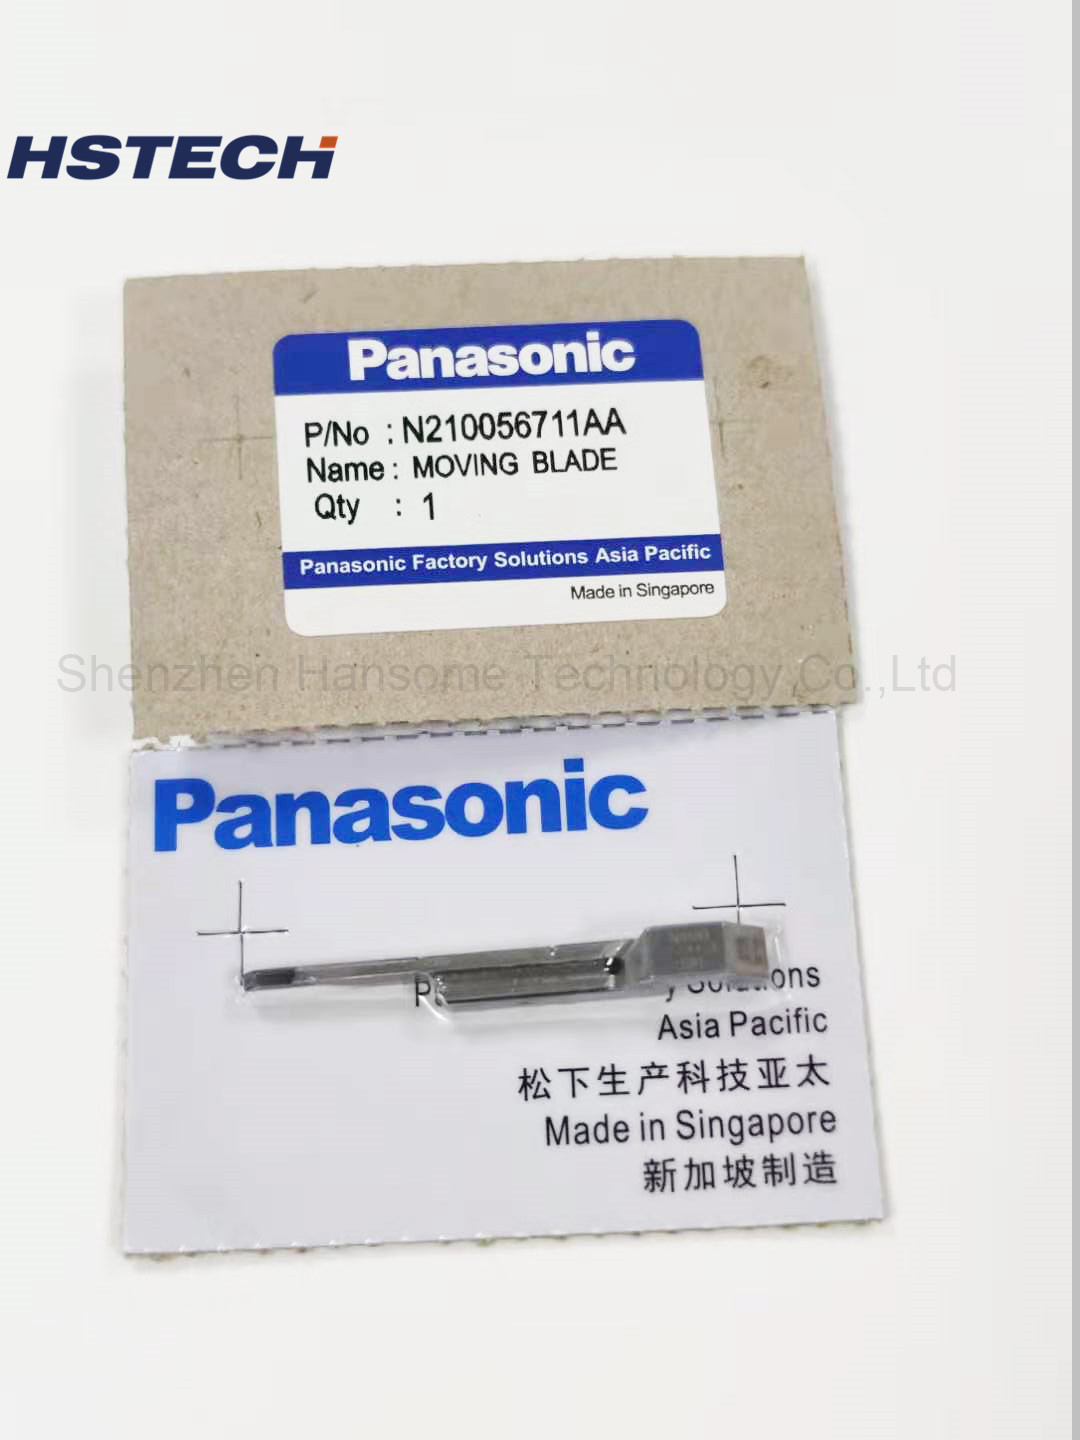 HSTECH
Panasonic
P/No : N210056711AA
Name : MOVING BLADE
Qty : 1
Panasonic Factory Solutions Asia Pacific
Made in Singapore
Shenzhen Hansome Technology Co.,Ltd
Panasonic
Asia Pacific
松下生产科技亚太
Made in Singapore
新加坡制造